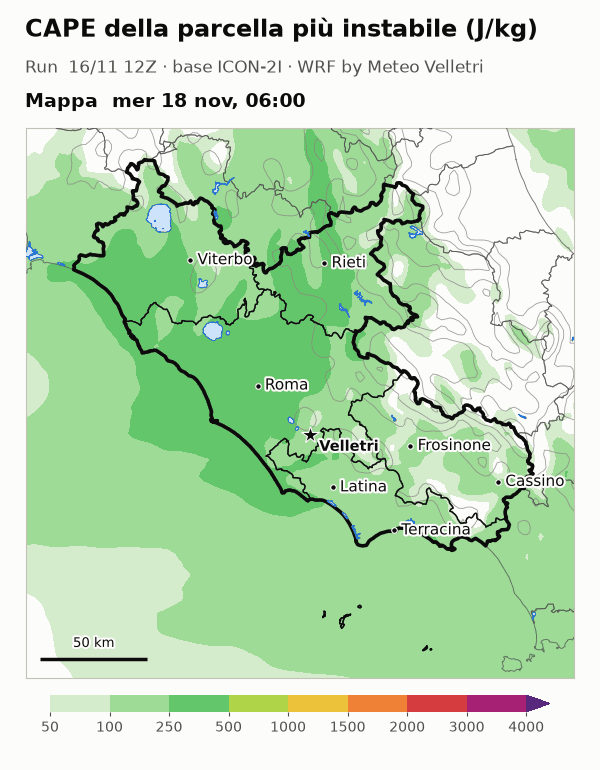 CAPE della parcella più instabile (J/kg)
Run  16/11 12Z · base ICON-2I · WRF by Meteo Velletri
Mappa  mer 18 nov, 06:00
Viterbo
Rieti
Roma
Velletri
Frosinone
Cassino
Latina
Terracina
50 km
50 100 250 500 1000 1500 2000 3000 4000